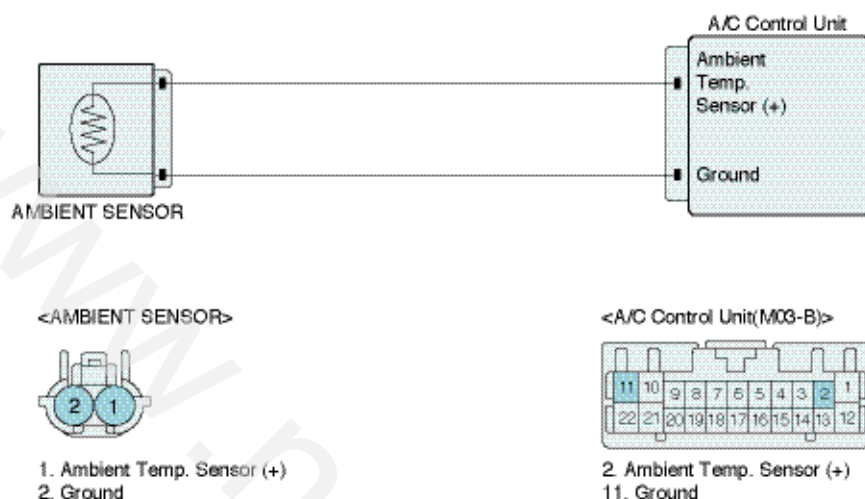 A/C Control Unit
Ambient
Temp.
Sensor (+)
Ground
AMBIENT SENSOR
<AMBIENT SENSOR>
<A/C Control Unit(M03-B)>
2 1
11 10 9 8 7 6 5 4 3 2 1
22 21 20 19 18 17 16 15 14 13 12
1. Ambient Temp. Sensor (+)
2. Ground
2. Ambient Temp. Sensor (+)
11. Ground